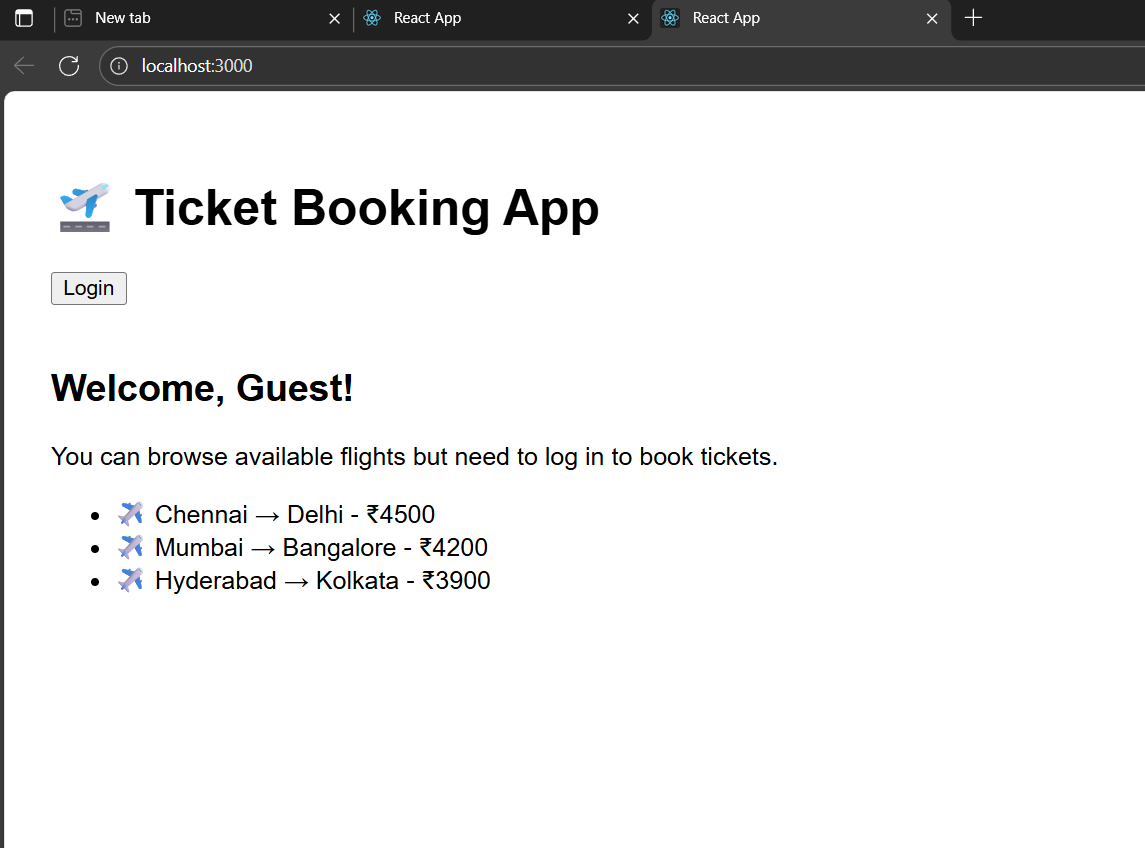 New tab
React App
React App
localhost:3000
Ticket Booking App
Login
Welcome, Guest!
You can browse available flights but need to log in to book tickets.
Chennai → Delhi - ₹4500
Mumbai → Bangalore - ₹4200
Hyderabad → Kolkata - ₹3900